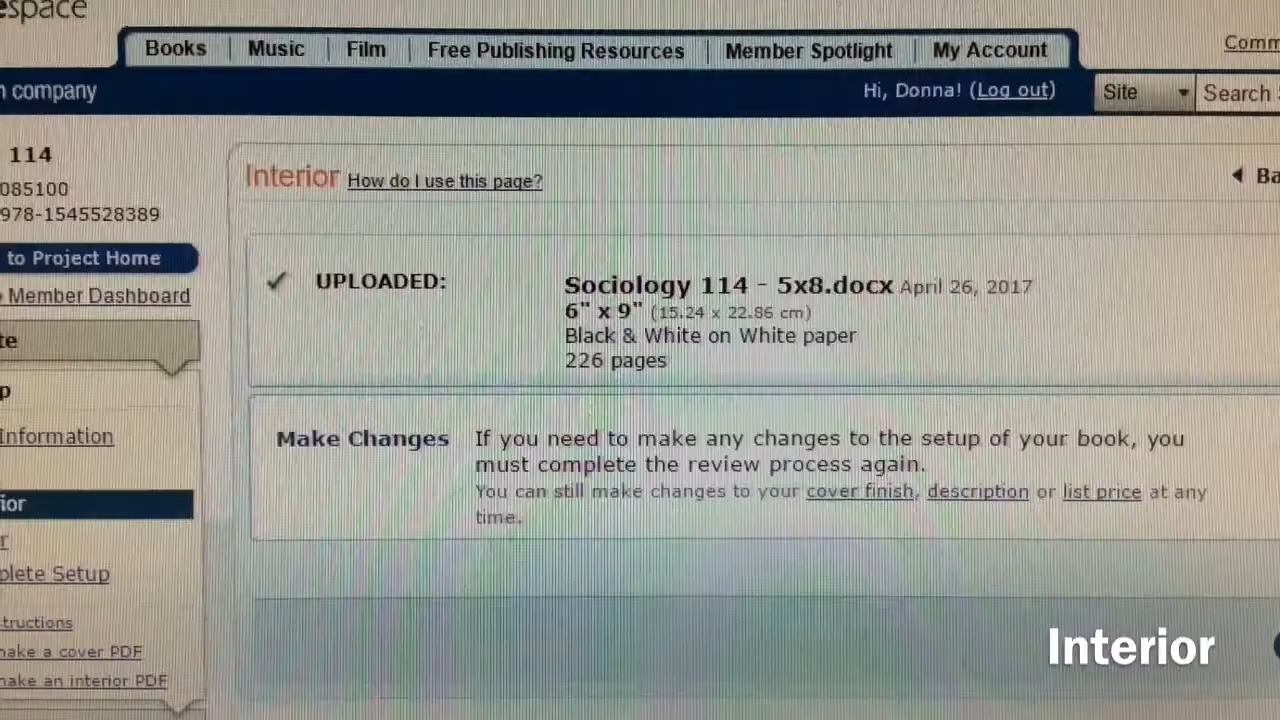 espace
Books Music Film Free Publishing Resources Member Spotlight My Account
Comm
n company
Hi, Donna! (Log out)
Site
Search
114
085100
978-1545528389
to Project Home
Member Dashboard
te
p
Information
ior
r
plete Setup
tructions
make a cover PDF
make an interior PDF
Interior How do I use this page?
Ba
✓ UPLOADED:
Sociology 114 - 5x8.docx April 26, 2017
6" x 9" (15.24 x 22.86 cm)
Black & White on White paper
226 pages
Make Changes
If you need to make any changes to the setup of your book, you
must complete the review process again.
You can still make changes to your cover finish, description or list price at any
time.
Interior